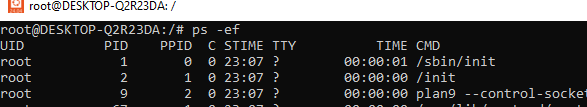 root@DESKTOP-Q2R23DA: /
root@DESKTOP-Q2R23DA:/# ps -ef
UID PID PPID C STIME TTY TIME CMD
root 1 0 0 23:07 ? 00:00:01 /sbin/init
root 2 1 0 23:07 ? 00:00:00 /init
root 9 2 0 23:07 ? 00:00:00 plan9 --control-socke